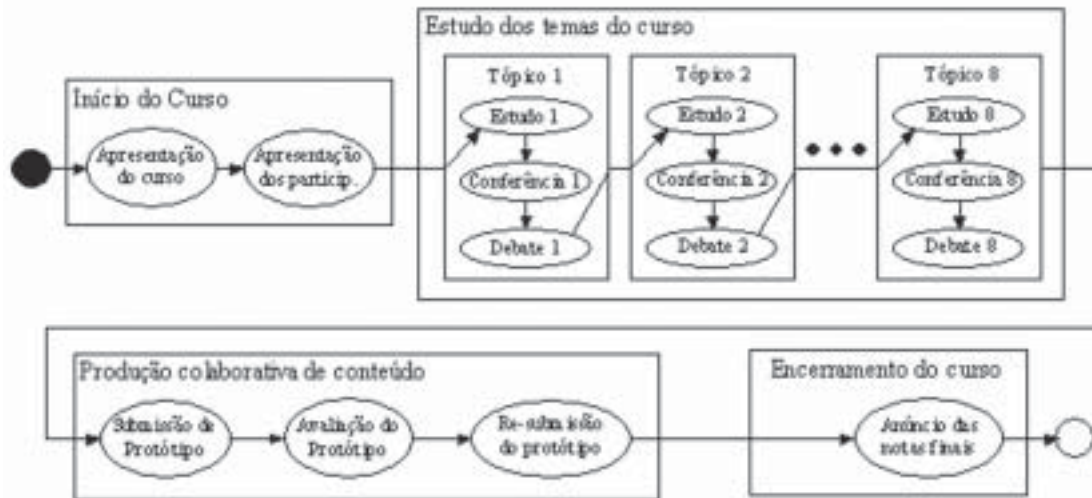 Estudo dos temas do curso
Início do Curso
Apresentação
do curso
Apresentação
dos particip.
Tópico 1
Estudo 1
Conferência 1
Debate 1
Tópico 2
Estudo 2
Conferência 2
Debate 2
Tópico 8
Estudo 8
Conferência 8
Debate 8
Produção colaborativa de conteúdo
Submissão de
Protótipo
Avaliação do
Protótipo
Re-submissão
do protótipo
Encerramento do curso
Anúncio das
notas finais